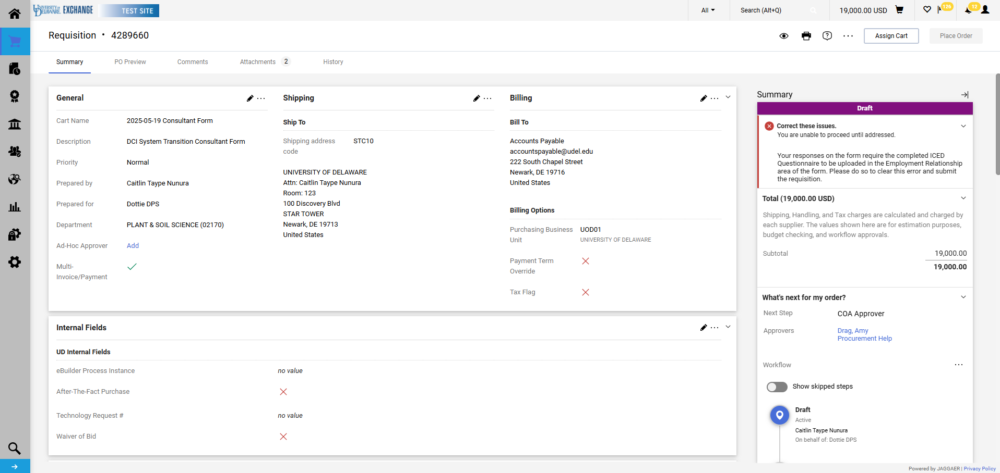 UNIVERSITY OF
DELAWARE
EXCHANGE
TEST SITE
All
Search (Alt+Q)
19,000.00 USD
126
12
Requisition • 4289660
?
Assign Cart
Place Order
Summary
PO Preview
Comments
Attachments 2
History
General
Cart Name 2025-05-19 Consultant Form
Description DCI System Transition Consultant Form
Priority Normal
Prepared by Caitlin Taype Nunura
Prepared for Dottie DPS
Department PLANT & SOIL SCIENCE (02170)
Ad-Hoc Approver Add
Multi-
Invoice/Payment
Shipping
Ship To
Shipping address STC10
code
UNIVERSITY OF DELAWARE
Attn: Caitlin Taype Nunura
Room: 123
100 Discovery Blvd
STAR TOWER
Newark, DE 19713
United States
Billing
Bill To
Accounts Payable
accountspayable@udel.edu
222 South Chapel Street
Newark, DE 19716
United States
Billing Options
Purchasing Business UOD01
Unit UNIVERSITY OF DELAWARE
Payment Term
Override
Tax Flag
Internal Fields
UD Internal Fields
eBuilder Process Instance no value
After-The-Fact Purchase
Technology Request # no value
Waiver of Bid
Summary
Draft
Correct these issues.
You are unable to proceed until addressed.
Your responses on the form require the completed ICED
Questionnaire to be uploaded in the Employment Relationship
area of the form. Please do so to clear this error and submit
the requisition.
Total (19,000.00 USD)
Shipping, Handling, and Tax charges are calculated and charged by
each supplier. The values shown here are for estimation purposes,
budget checking, and workflow approvals.
Subtotal 19,000.00
19,000.00
What's next for my order?
Next Step COA Approver
Approvers Drag, Amy
Procurement Help
Workflow
Show skipped steps
Draft
Active
Caitlin Taype Nunura
On behalf of: Dottie DPS
Powered by JAGGAER | Privacy Policy